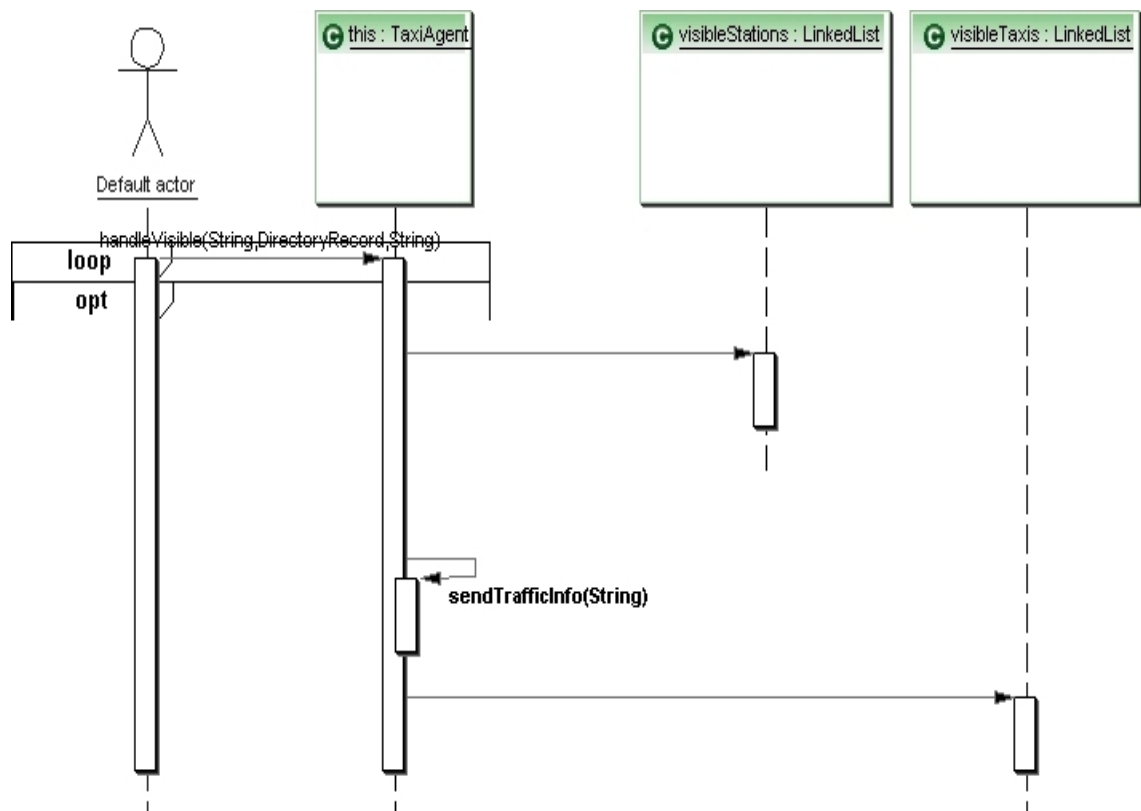 this : TaxiAgent
visibleStations : LinkedList
visibleTaxis : LinkedList
Default actor
handleVisible(String,DirectoryRecord,String)
loop
opt
sendTrafficInfo(String)